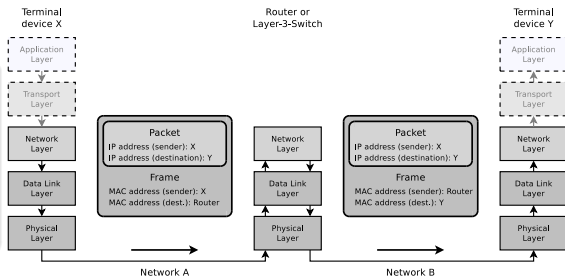 Terminal
device X
Router or
Layer-3-Switch
Terminal
device Y
Application
Layer
Transport
Layer
Network
Layer
Data Link
Layer
Physical
Layer
Packet
IP address (sender): X
IP address (destination): Y
Frame
MAC address (sender): X
MAC address (dest.): Router
Network
Layer
Data Link
Layer
Physical
Layer
Packet
IP address (sender): X
IP address (destination): Y
Frame
MAC address (sender): Router
MAC address (dest.): Y
Application
Layer
Transport
Layer
Network
Layer
Data Link
Layer
Physical
Layer
Network A
Network B